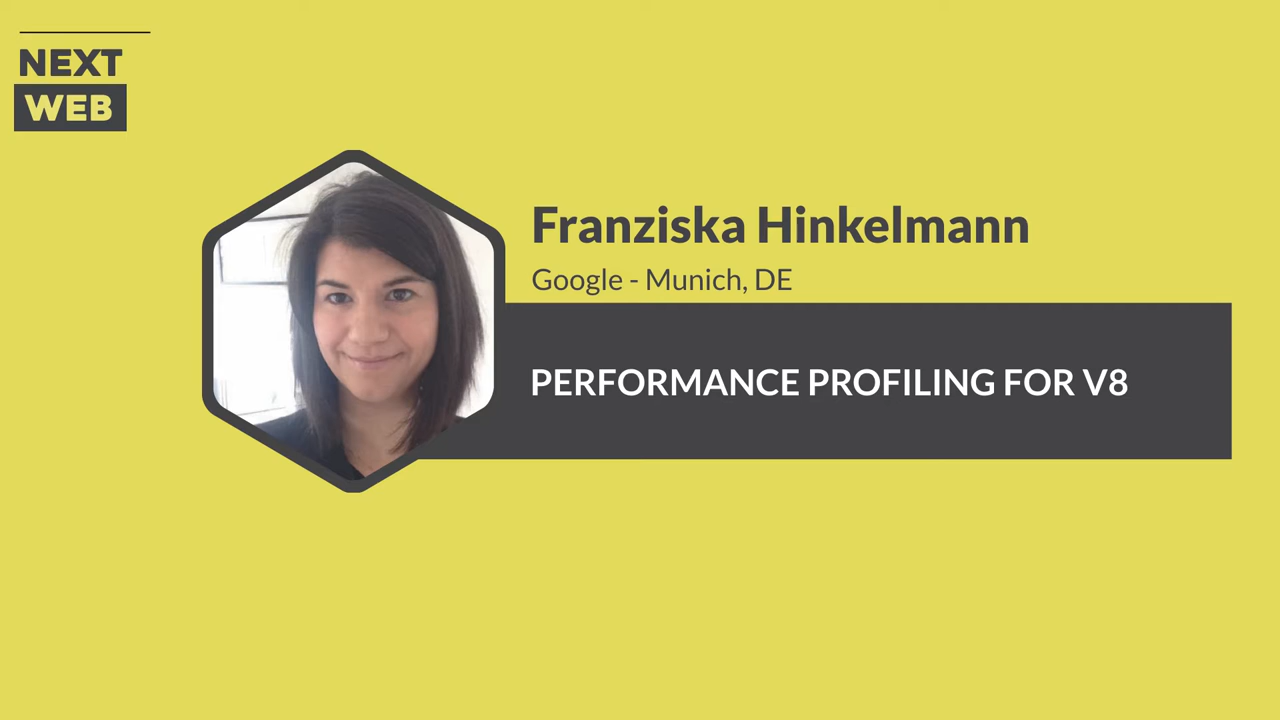 NEXT
WEB
Franziska Hinkelmann
Google - Munich, DE
PERFORMANCE PROFILING FOR V8